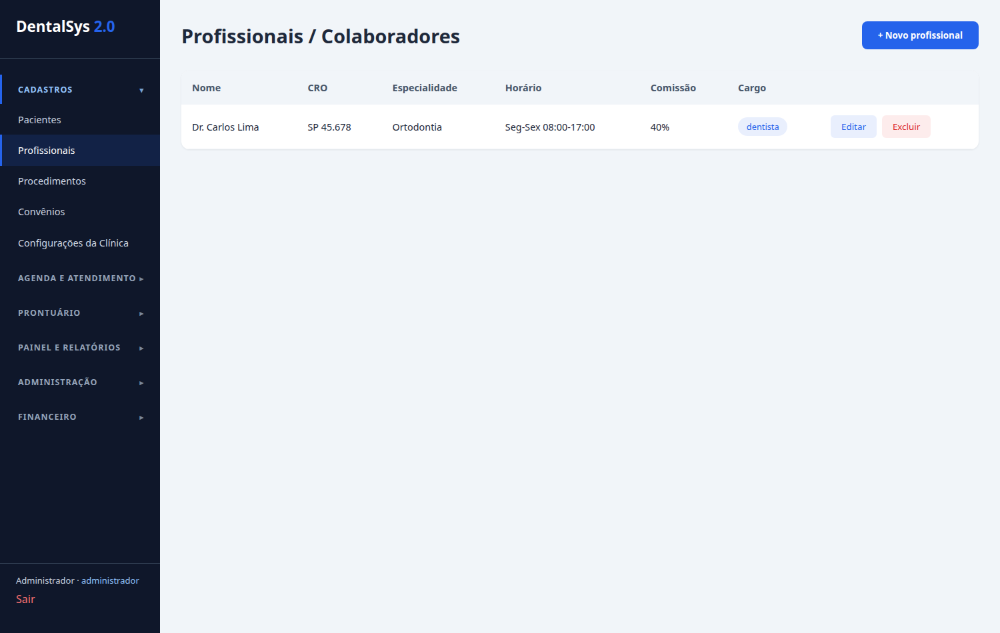 DentalSys 2.0
CADASTROS ▾
Pacientes
Profissionais
Procedimentos
Convênios
Configurações da Clínica
AGENDA E ATENDIMENTO ▸
PRONTUÁRIO ▸
PAINEL E RELATÓRIOS ▸
ADMINISTRAÇÃO ▸
FINANCEIRO ▸
Administrador · administrador
Sair
Profissionais / Colaboradores
+ Novo profissional
Nome CRO Especialidade Horário Comissão Cargo
Dr. Carlos Lima SP 45.678 Ortodontia Seg-Sex 08:00-17:00 40% dentista Editar Excluir